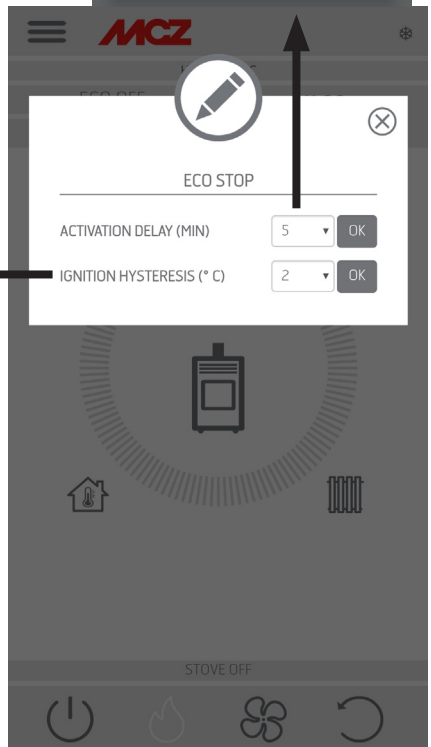 MCZ
ECO STOP
ACTIVATION DELAY (MIN) 5 OK
IGNITION HYSTERESIS (° C) 2 OK
STOVE OFF